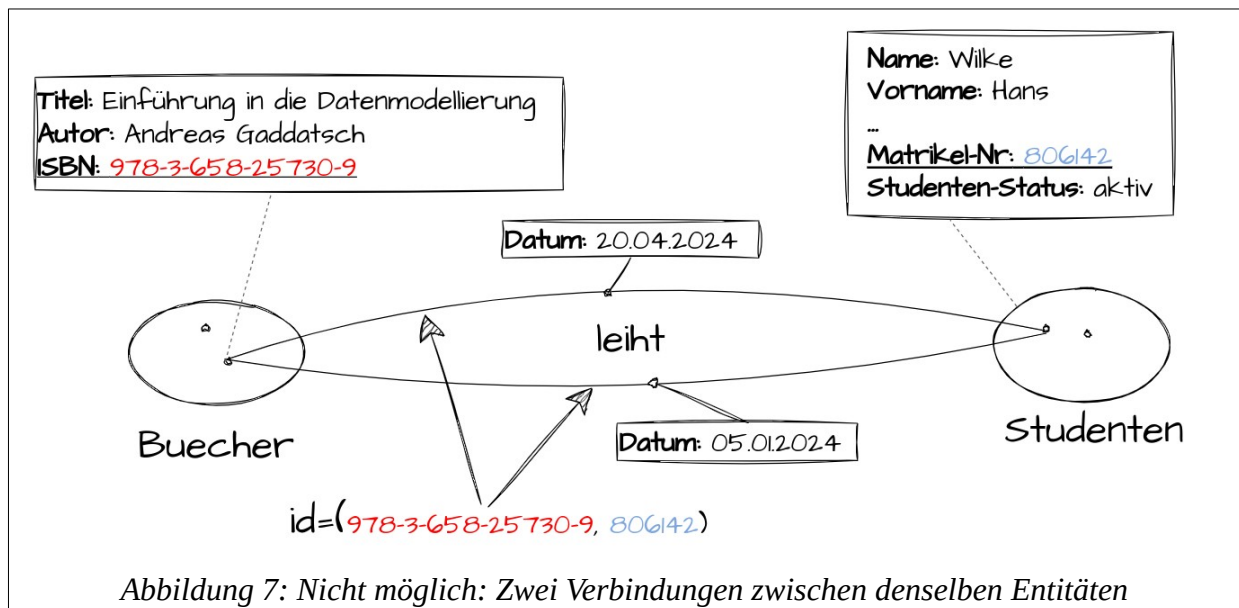 Name: Wilke
Vorname: Hans
...
Matrikel-Nr: 806142
Studenten-Status: aktiv
Titel: Einführung in die Datenmodellierung
Autor: Andreas Gaddatsch
ISBN: 978-3-658-25730-9
Datum: 20.04.2024
leiht
Buecher
Studenten
Datum: 05.01.2024
id=(978-3-658-25730-9, 806142)
Abbildung 7: Nicht möglich: Zwei Verbindungen zwischen denselben Entitäten